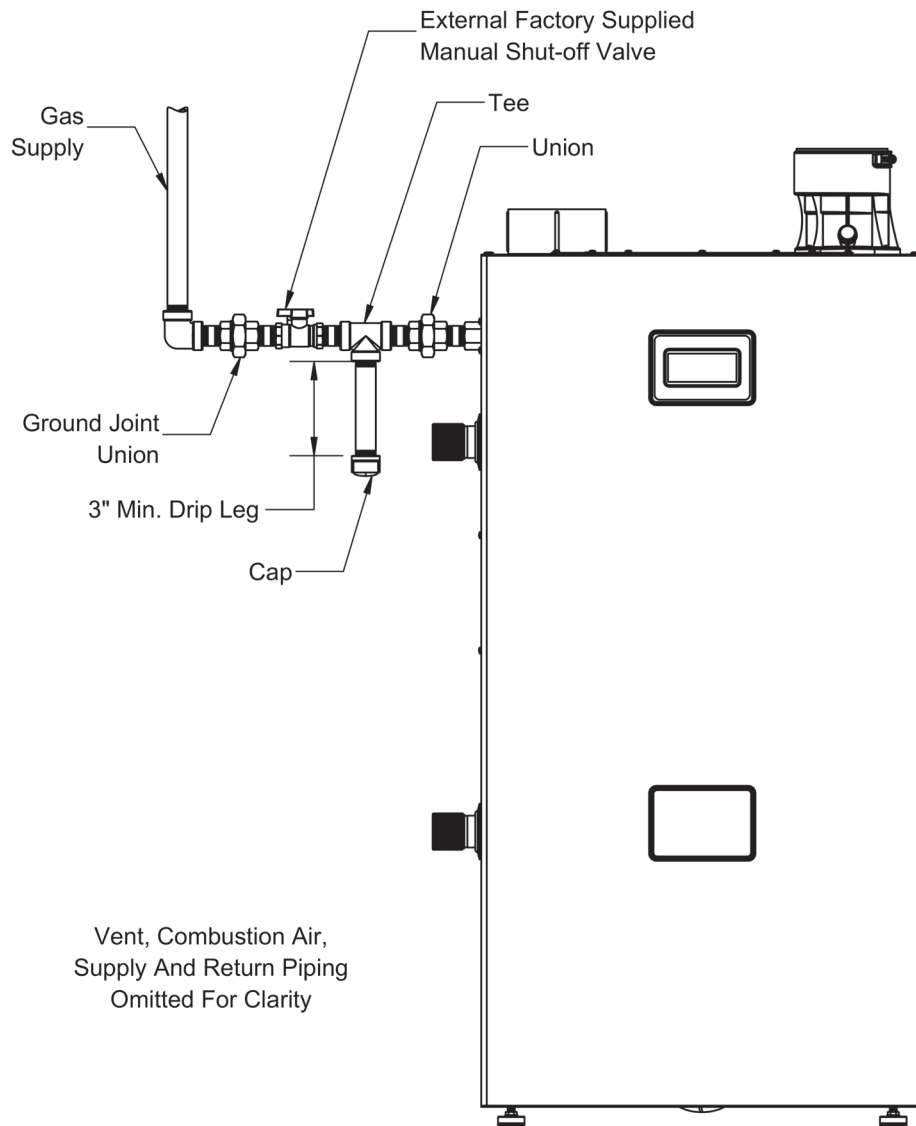 External Factory Supplied
Manual Shut-off Valve
Gas
Supply
Tee
Union
Ground Joint
Union
3" Min. Drip Leg
Cap
Vent, Combustion Air,
Supply And Return Piping
Omitted For Clarity